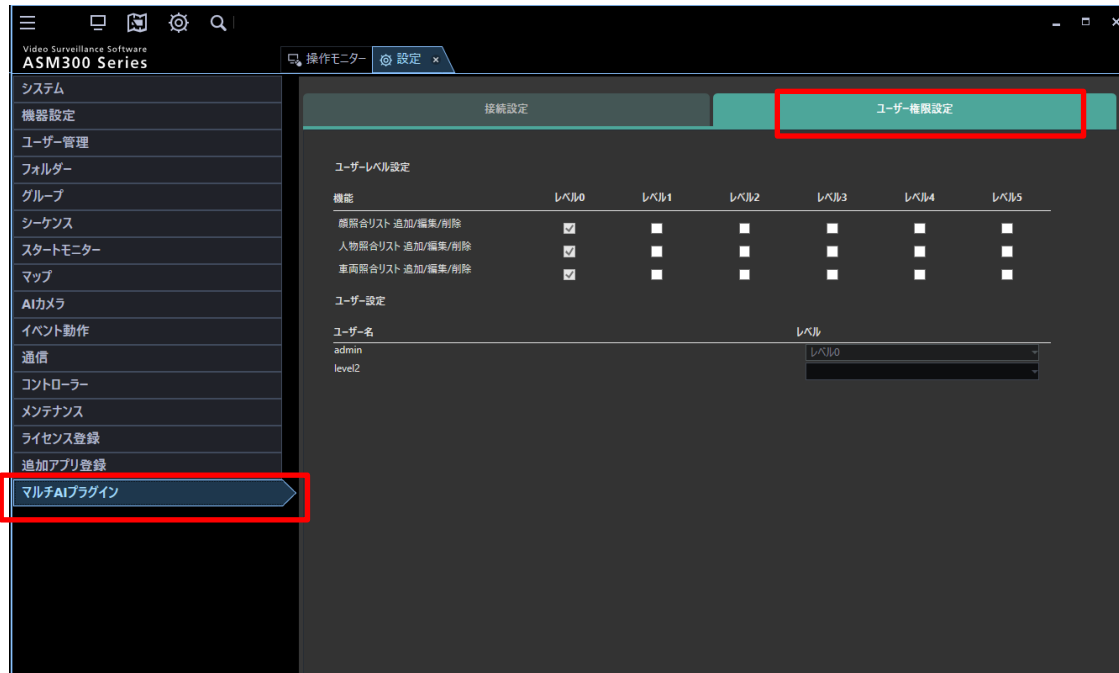 Video Surveillance Software
ASM300 Series
操作モニター
設定 ×
システム
機器設定
ユーザー管理
フォルダー
グループ
シーケンス
スタートモニター
マップ
AIカメラ
イベント動作
通信
コントローラー
メンテナンス
ライセンス登録
追加アプリ登録
マルチAIプラグイン
接続設定 ユーザー権限設定
ユーザーレベル設定
機能 レベル0 レベル1 レベル2 レベル3 レベル4 レベル5
顔照合リスト 追加/編集/削除
人物照合リスト 追加/編集/削除
車両照合リスト 追加/編集/削除
ユーザー設定
ユーザー名 レベル
admin レベル0
level2